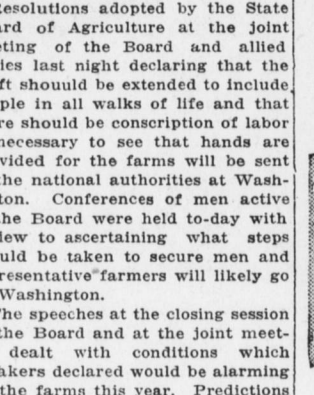 Resolutions adopted by the State
ard of Agriculture at the joint
eting of the Board and allied
ies last night declaring that the
ft shouuld be extended to include
ple in all walks of life and that
re should be conscription of labor
necessary to see that hands are
vided for the farms will be sent
the national authorities at Wash-
ton. Conferences of men active
the Board were held to-day with
iew to ascertaining what steps
uld be taken to secure men and
resentative farmers will likely go
Washington.
The speeches at the closing session
the Board and at the joint meet-
dealt with conditions which
akers declared would be alarming
the farms this year. Predictions